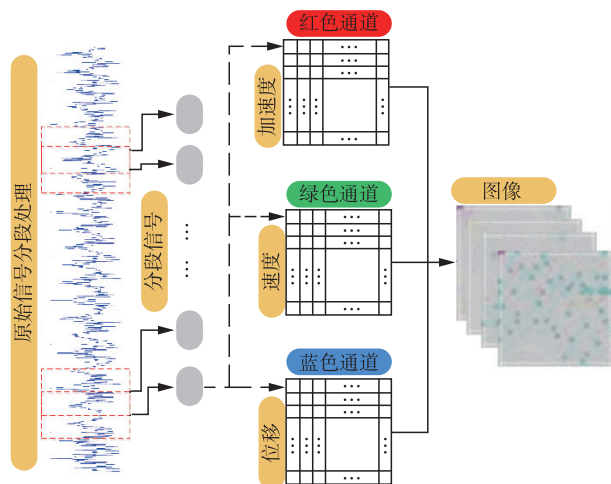 原始信号分段处理
分段信号
红色通道
加速度
绿色通道
速度
蓝色通道
位移
图像